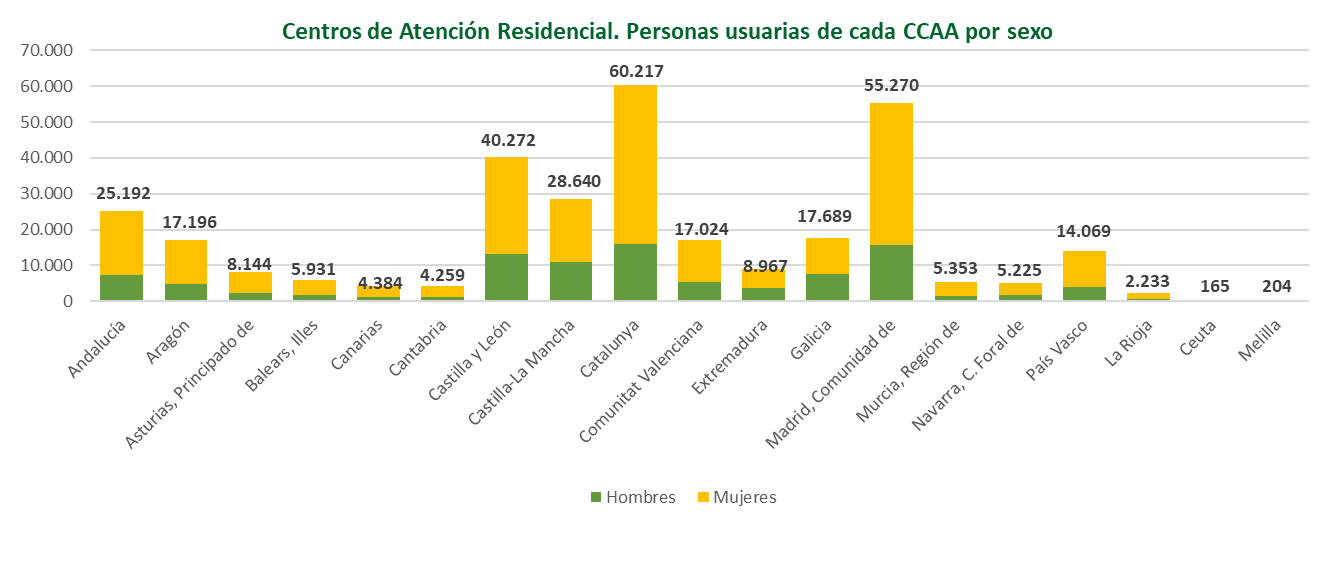 Centros de Atención Residencial. Personas usuarias de cada CCAA por sexo
70.000
60.000
50.000
40.000
30.000
20.000
10.000
0
25.192
17.196
8.144
5.931
4.384
4.259
40.272
28.640
60.217
17.024
8.967
17.689
55.270
5.353
5.225
14.069
2.233
165
204
Andalucía
Aragón
Asturias, Principado de
Balears, Illes
Canarias
Cantabria
Castilla y León
Castilla-La Mancha
Catalunya
Comunitat Valenciana
Extremadura
Galicia
Madrid, Comunidad de
Murcia, Región de
Navarra, C. Foral de
País Vasco
La Rioja
Ceuta
Melilla
Hombres
Mujeres